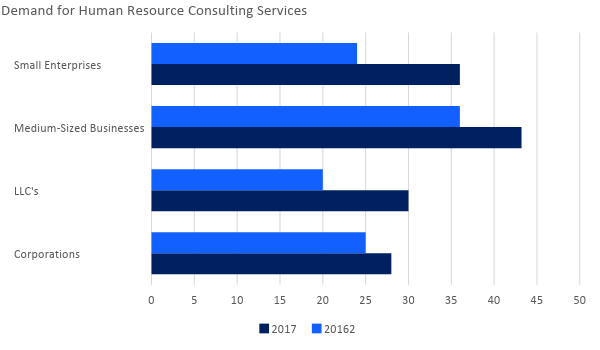 Demand for Human Resource Consulting Services
Small Enterprises
Medium-Sized Businesses
LLC's
Corporations
0 5 10 15 20 25 30 35 40 45 50
2017 20162